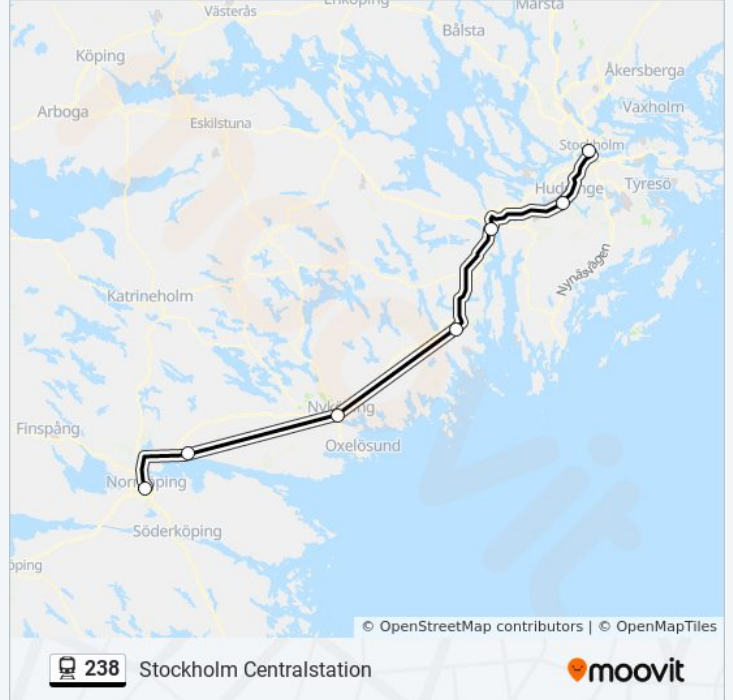 Enköping
Märsta
Västerås
Bålsta
Köping
Åkersberga
Arboga
Vaxholm
Eskilstuna
Stockholm
Huddinge
Tyresö
Nynäsvägen
Katrineholm
Nyköping
Finspång
Oxelösund
Norrköping
Söderköping
öping
moovit
© OpenStreetMap contributors | © OpenMapTiles
238 Stockholm Centralstation
moovit